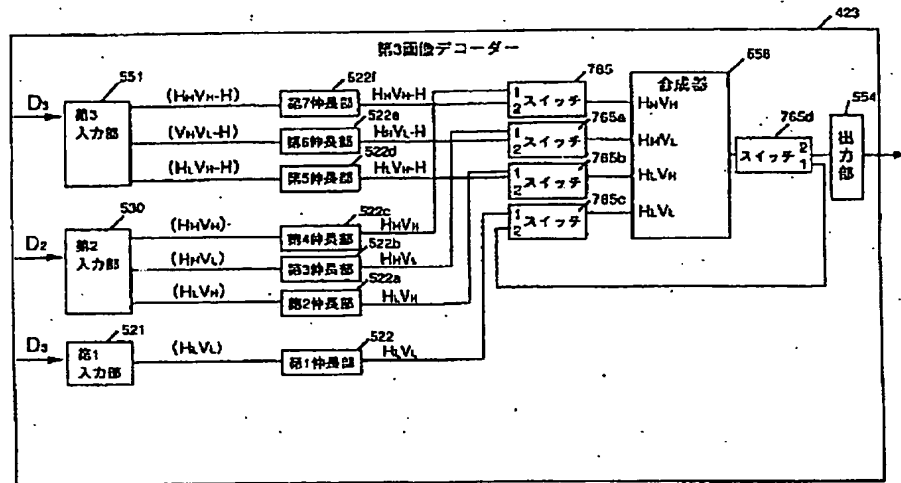 423
第3画像デコーダー
551
D3
第3
入力部
(HHVH-H)
522f
第7伸長部
HHVH-H
(VHVL-H)
522e
第6伸長部
HHVL-H
(HLVH-H)
522d
第5伸長部
HLVH-H
530
D2
第2
入力部
(HHVH)
522c
第4伸長部
HHVH
(HHVL)
522b
第3伸長部
HHVL
(HLVH)
522a
第2伸長部
HLVH
521
D3
第1
入力部
(HLVL)
522
第1伸長部
HLVL
765
1
2
スイッチ
765a
1
2
スイッチ
765b
1
2
スイッチ
765c
1
2
スイッチ
556
合成器
HHVH
HHVL
HLVH
HLVL
765d
スイッチ
2
1
554
出力部